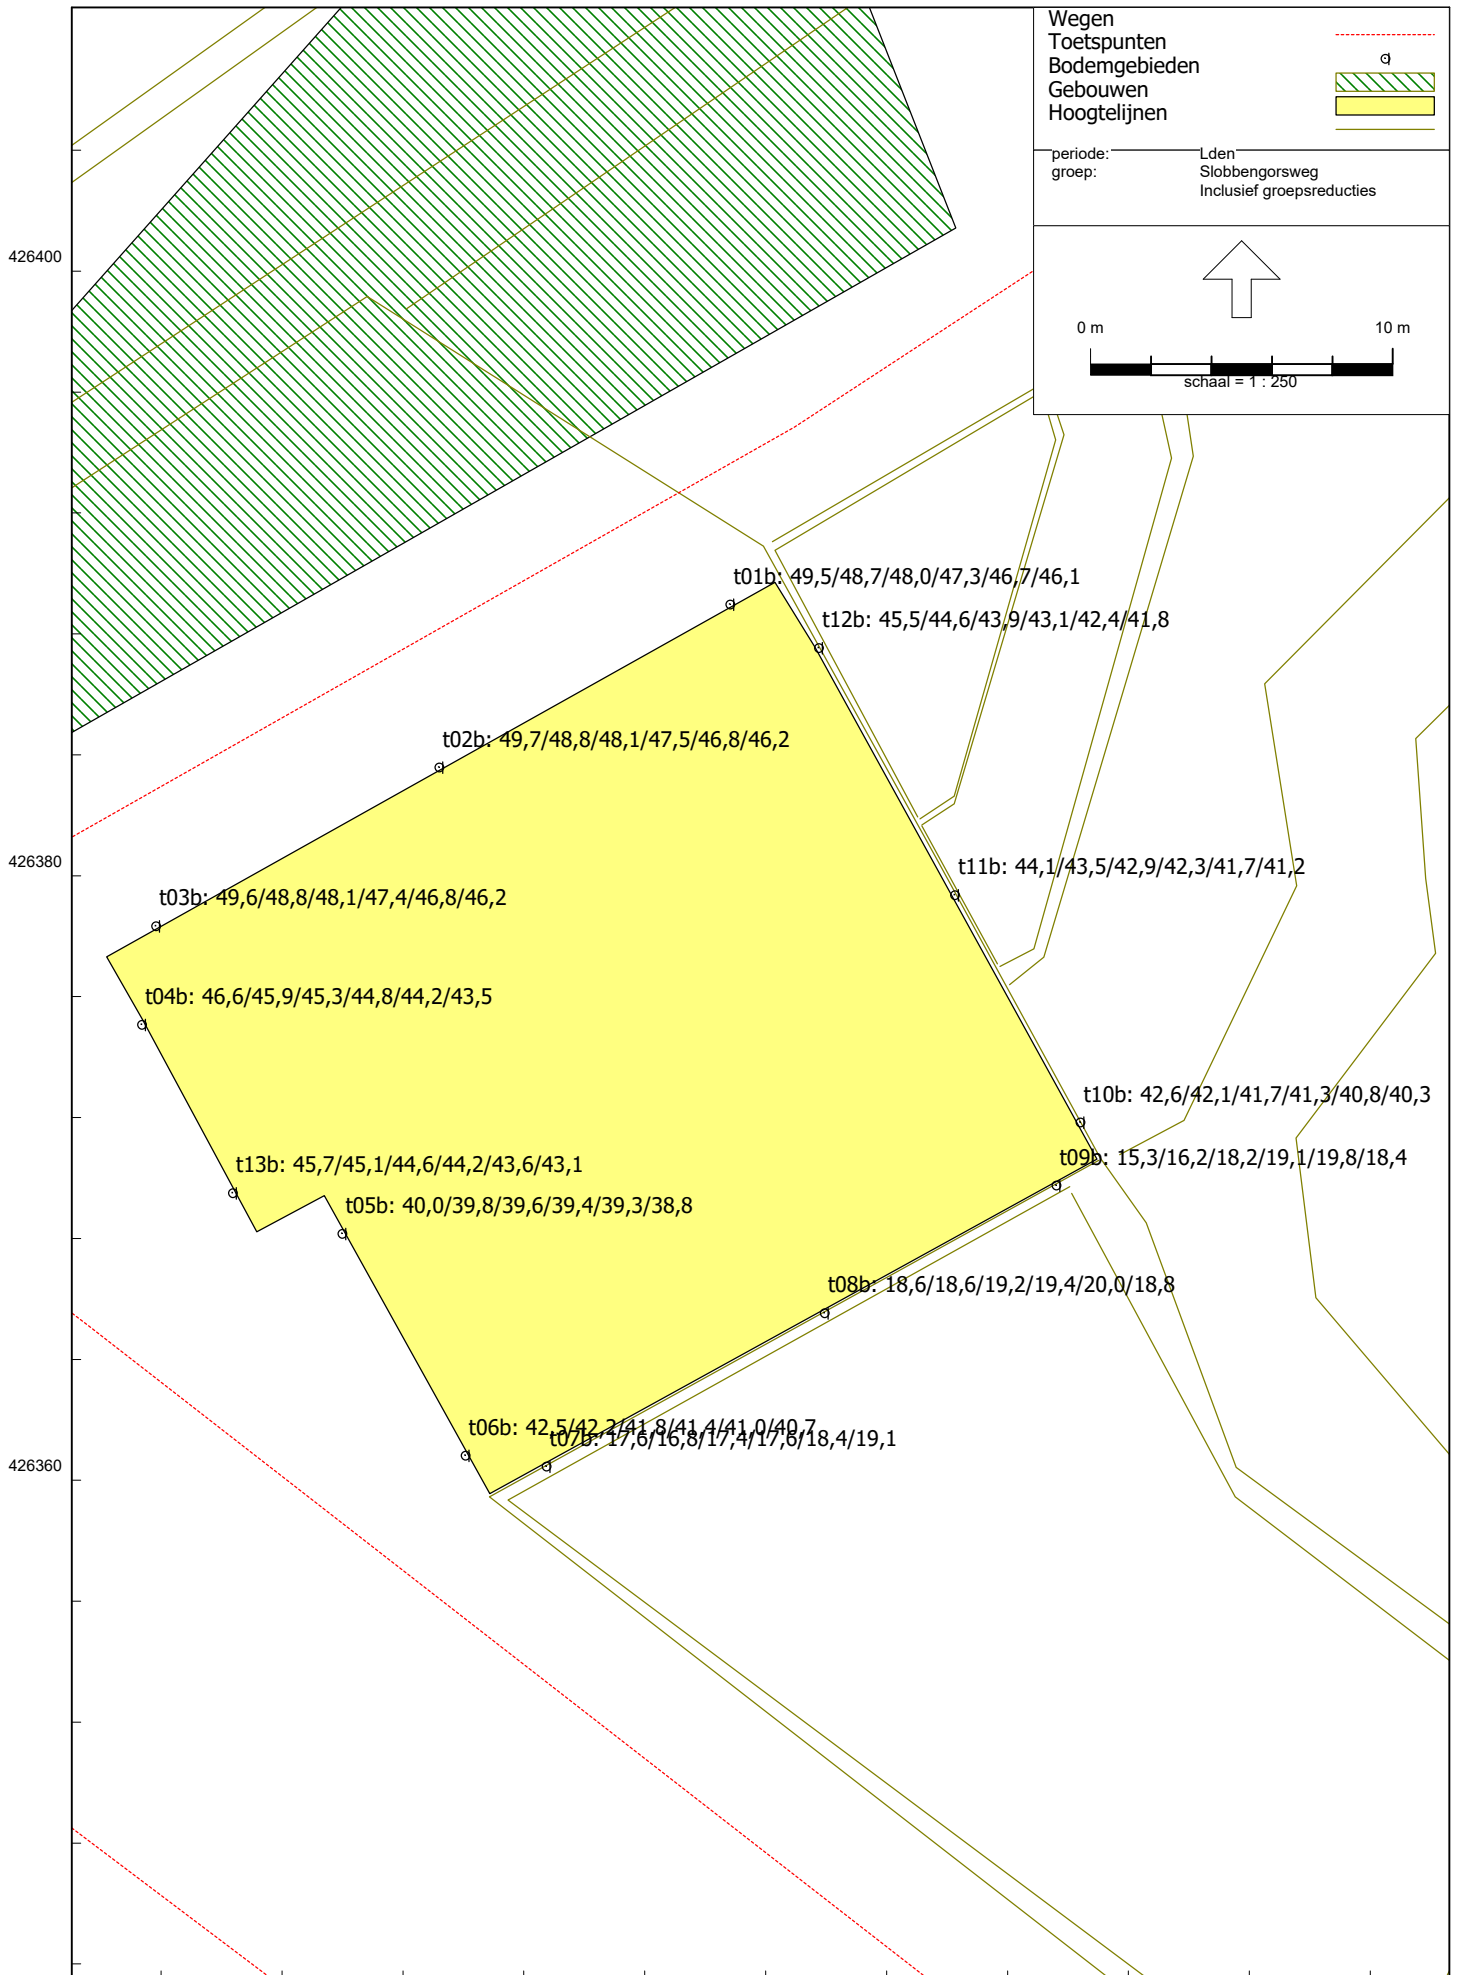 Wegen
Toetspunten
Bodemgebieden
Gebouwen
Hoogtelijnen
periode: Lden
groep: Slobbengorsweg
Inclusief groepsreducties
0 m 10 m
schaal = 1 : 250
426400
t01b: 49,5/48,7/48,0/47,3/46,7/46,1
t12b: 45,5/44,6/43,9/43,1/42,4/41,8
t02b: 49,7/48,8/48,1/47,5/46,8/46,2
426380
t11b: 44,1/43,5/42,9/42,3/41,7/41,2
t03b: 49,6/48,8/48,1/47,4/46,8/46,2
t04b: 46,6/45,9/45,3/44,8/44,2/43,5
t10b: 42,6/42,1/41,7/41,3/40,8/40,3
t09b: 15,3/16,2/18,2/19,1/19,8/18,4
t13b: 45,7/45,1/44,6/44,2/43,6/43,1
t05b: 40,0/39,8/39,6/39,4/39,3/38,8
t08b: 18,6/18,6/19,2/19,4/20,0/18,8
t06b: 42,5/42,2/41,8/41,4/41,0/40,7
t07b: 17,6/16,8/17,4/17,6/18,4/19,1
426360